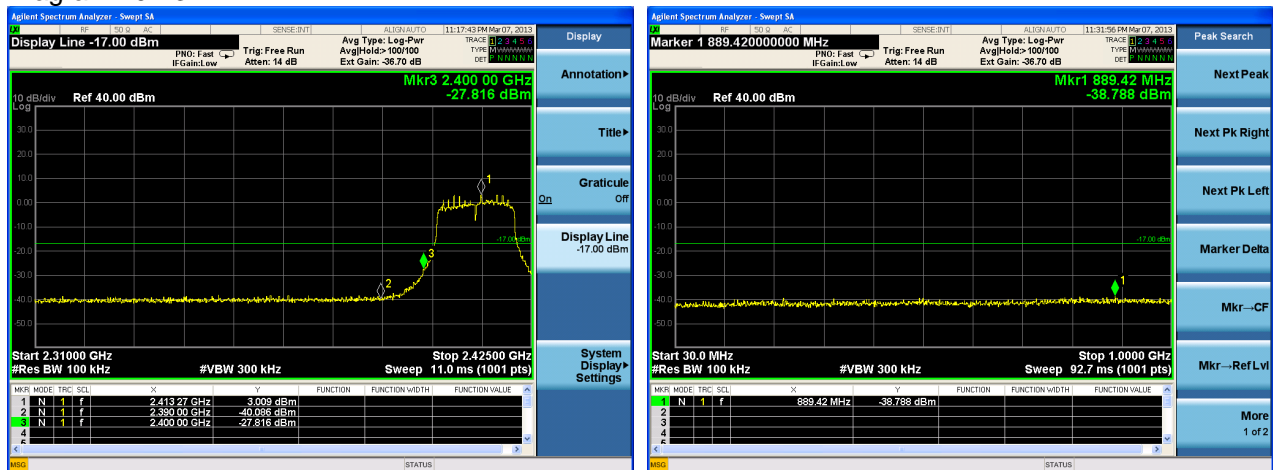 Agilent Spectrum Analyzer - Swept SA
RF 50 Ω AC SENSE:INT ALIGN AUTO 11:17:43 PM Mar 07, 2013
Display Line -17.00 dBm
PNO: Fast
IFGain:Low
Trig: Free Run
Atten: 14 dB
Avg Type: Log-Pwr
Avg|Hold:>100/100
Ext Gain: -36.70 dB
TRACE 1 2 3 4 5 6
TYPE M
DET P N N N N N
Mkr3 2.400 00 GHz
-27.816 dBm
10 dB/div Ref 40.00 dBm
Log
30.0
20.0
10.0
0.00
-10.0
-20.0
-30.0
-40.0
-50.0
1
2
3
-17.00 dBm
Start 2.31000 GHz Stop 2.42500 GHz
#Res BW 100 kHz #VBW 300 kHz Sweep 11.0 ms (1001 pts)
MKR MODE TRC SCL X Y FUNCTION FUNCTION WIDTH FUNCTION VALUE
1 N 1 f 2.413 27 GHz 3.009 dBm
2 N 1 f 2.390 00 GHz -40.086 dBm
3 N 1 f 2.400 00 GHz -27.816 dBm
4
5
MSG STATUS
Display
Annotation
Title
Graticule
On Off
Display Line
-17.00 dBm
System
Display
Settings
Agilent Spectrum Analyzer - Swept SA
RF 50 Ω AC SENSE:INT ALIGN AUTO 11:31:56 PM Mar 07, 2013
Marker 1 889.420000000 MHz
PNO: Fast
IFGain:Low
Trig: Free Run
Atten: 14 dB
Avg Type: Log-Pwr
Avg|Hold:>100/100
Ext Gain: -36.70 dB
TRACE 1 2 3 4 5 6
TYPE M
DET P N N N N N
Mkr1 889.42 MHz
-38.788 dBm
10 dB/div Ref 40.00 dBm
Log
30.0
20.0
10.0
0.00
-10.0
-20.0
-30.0
-40.0
-50.0
1
-17.00 dBm
Start 30.0 MHz Stop 1.0000 GHz
#Res BW 100 kHz #VBW 300 kHz Sweep 92.7 ms (1001 pts)
MKR MODE TRC SCL X Y FUNCTION FUNCTION WIDTH FUNCTION VALUE
1 N 1 f 889.42 MHz -38.788 dBm
2
3
4
5
MSG STATUS
Peak Search
Next Peak
Next Pk Right
Next Pk Left
Marker Delta
Mkr→CF
Mkr→Ref Lvl
More
1 of 2